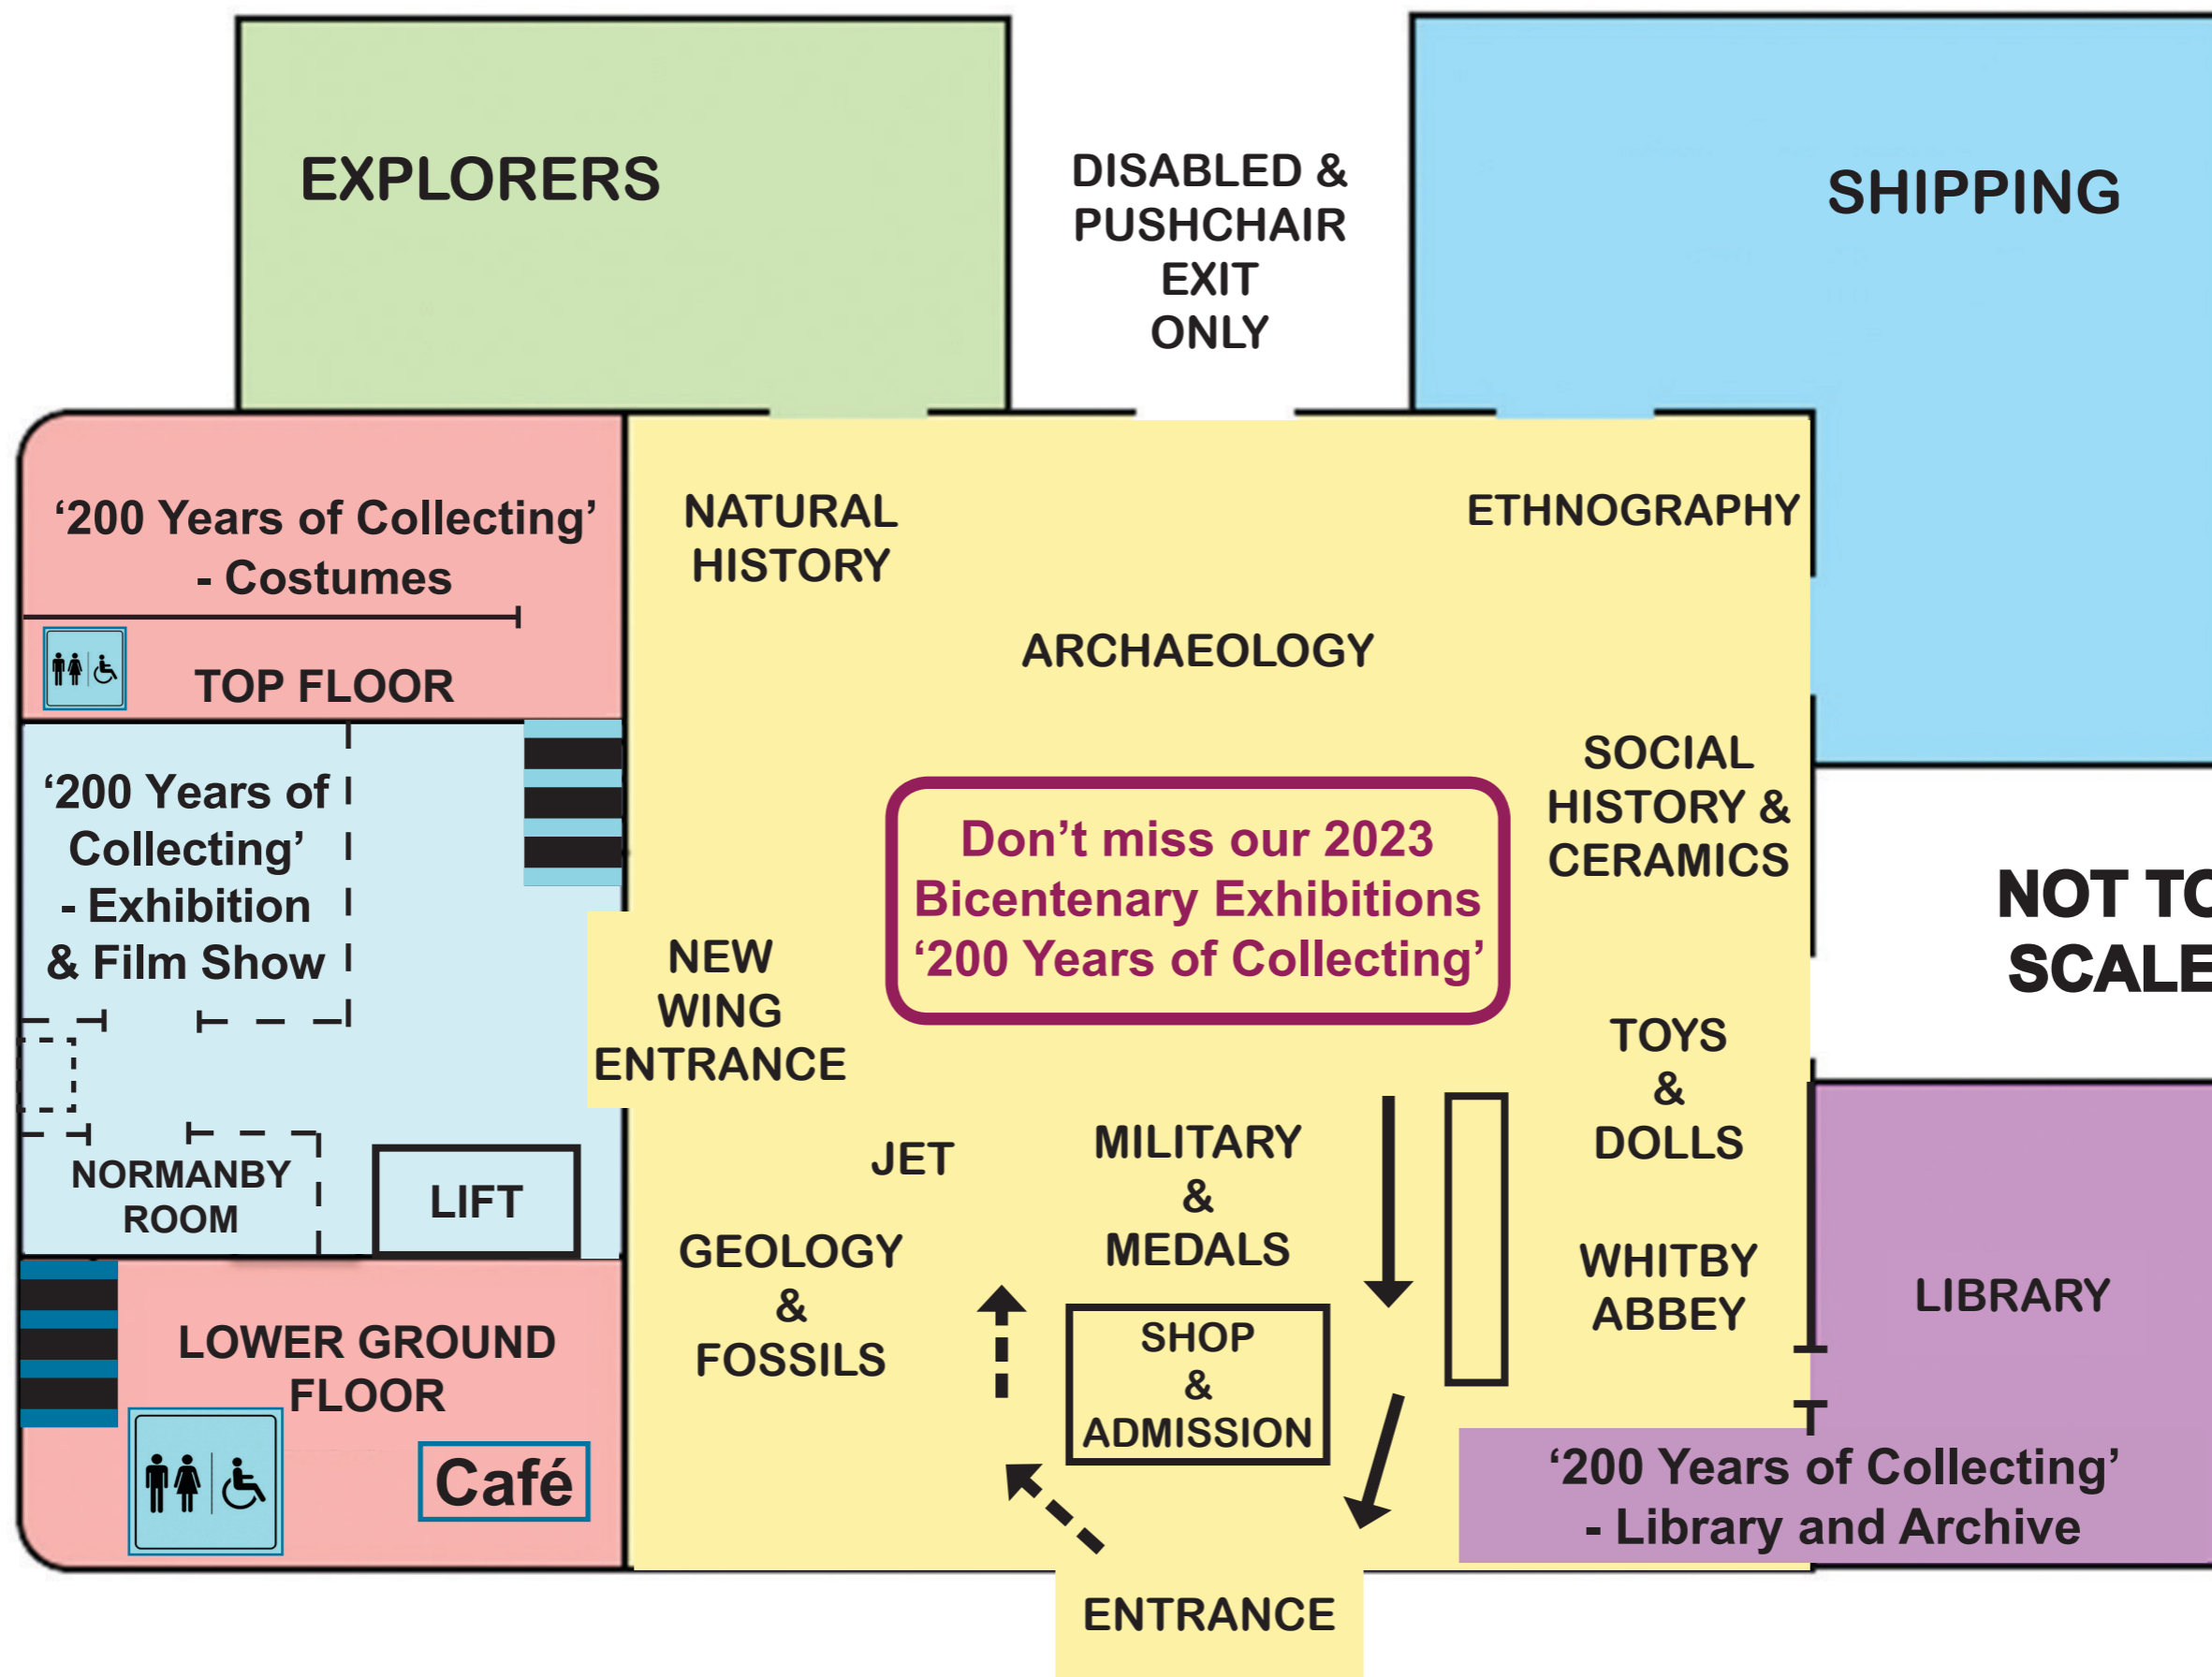 EXPLORERS
DISABLED &
PUSHCHAIR
EXIT
ONLY
SHIPPING
‘200 Years of Collecting’
- Costumes
TOP FLOOR
NATURAL
HISTORY
ETHNOGRAPHY
ARCHAEOLOGY
‘200 Years of
Collecting’
- Exhibition
& Film Show
SOCIAL
HISTORY &
CERAMICS
Don’t miss our 2023
Bicentenary Exhibitions
‘200 Years of Collecting’
NOT TO
SCALE
NEW
WING
ENTRANCE
TOYS
&
DOLLS
JET
MILITARY
&
MEDALS
NORMANBY
ROOM
LIFT
GEOLOGY
&
FOSSILS
WHITBY
ABBEY
LIBRARY
SHOP
&
ADMISSION
LOWER GROUND
FLOOR
Café
‘200 Years of Collecting’
- Library and Archive
ENTRANCE